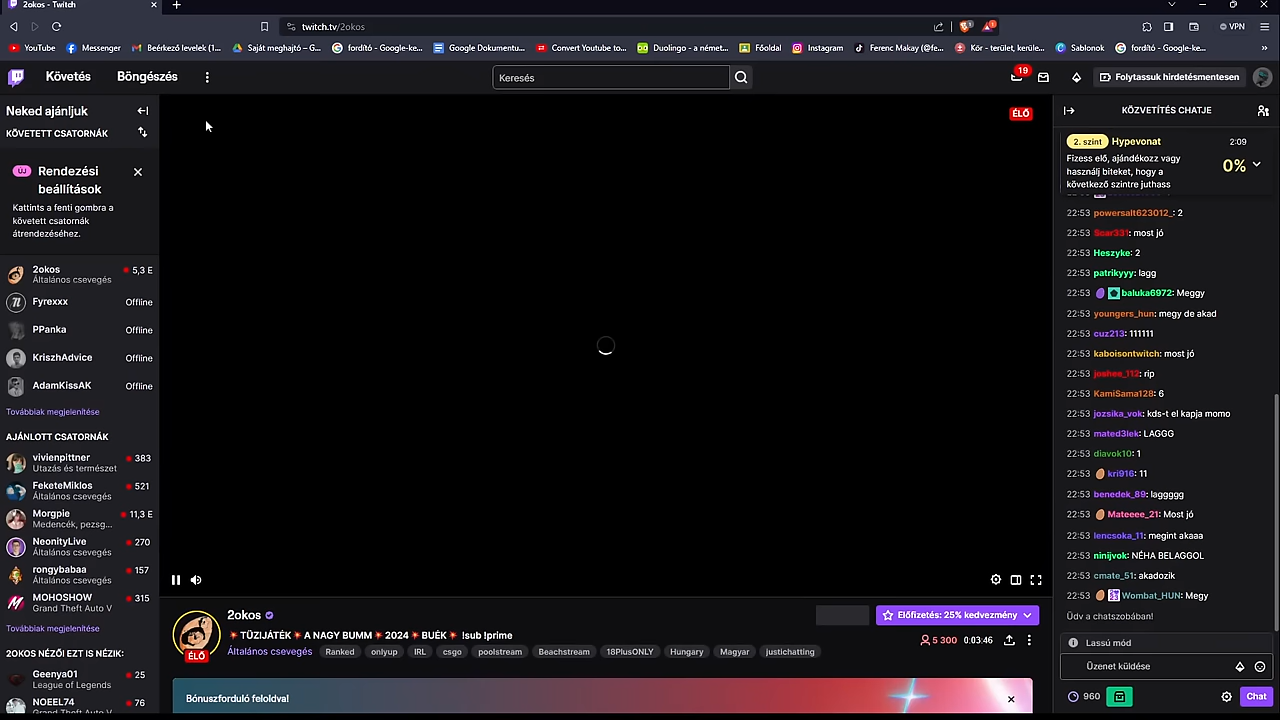 2okos - Twitch
twitch.tv/2okos
VPN
YouTube
Messenger
Beérkező levelek (1...
Saját meghajtó – G...
fordító - Google-ke...
Google Dokumentu...
Convert Youtube to...
Duolingo – a német...
Főoldal
Instagram
Ferenc Makay (@fe...
Kör - terület, kerüle...
Sablonok
fordító - Google-ke...
Követés
Böngészés
Keresés
19
Folytassuk hirdetésmentesen
Neked ajánljuk
KÖVETETT CSATORNÁK
ÚJ
Rendezési
beállítások
Kattints a fenti gombra a
követett csatornák
átrendezéséhez.
2okos 5,3 E
Általános csevegés
Fyrexxx Offline
PPanka Offline
KriszhAdvice Offline
AdamKissAK Offline
Továbbiak megjelenítése
AJÁNLOTT CSATORNÁK
vivienpittner 383
Utazás és természet
FeketeMiklos 521
Általános csevegés
Morgpie 11,3 E
Medencék, pezsg...
NeonityLive 270
Általános csevegés
rongybabaa 157
Általános csevegés
MOHOSHOW 315
Grand Theft Auto V
Továbbiak megjelenítése
2OKOS NÉZŐI EZT IS NÉZIK:
Geenya01 25
League of Legends
NOEEL74 76
Grand Theft Auto V
ÉLŐ
2okos
TŰZIJÁTÉK A NAGY BUMM 2024 BUÉK !sub !prime
Általános csevegés Ranked onlyup IRL csgo poolstream Beachstream 18PlusONLY Hungary Magyar justichatting
ÉLŐ
Előfizetés: 25% kedvezmény
5 300 0:03:46
Bónuszforduló feloldva!
KÖZVETÍTÉS CHATJE
2. szint Hypevonat 2:09
Fizess elő, ajándékozz vagy
használj biteket, hogy a
következő szintre juthass
0%
22:53 powersalt623012_: 2
22:53 Scar331: most jó
22:53 Heszyke: 2
22:53 patrikyyy: lagg
22:53 baluka6972: Meggy
22:53 youngers_hun: megy de akad
22:53 cuz213: 111111
22:53 kaboisontwitch: most jó
22:53 joshee_112: rip
22:53 KamiSama128: 6
22:53 jozsika_vok: kds-t el kapja momo
22:53 mated3lek: LAGGG
22:53 diavok10: 1
22:53 kri916: 11
22:53 benedek_89: laggggg
22:53 Mateeee_21: Most jó
22:53 lencsoka_11: megint akaaa
22:53 ninijvok: NÉHA BELAGGOL
22:53 cmate_51: akadozik
22:53 Wombat_HUN: Megy
Üdv a chatszobában!
Lassú mód
Üzenet küldése
960
Chat